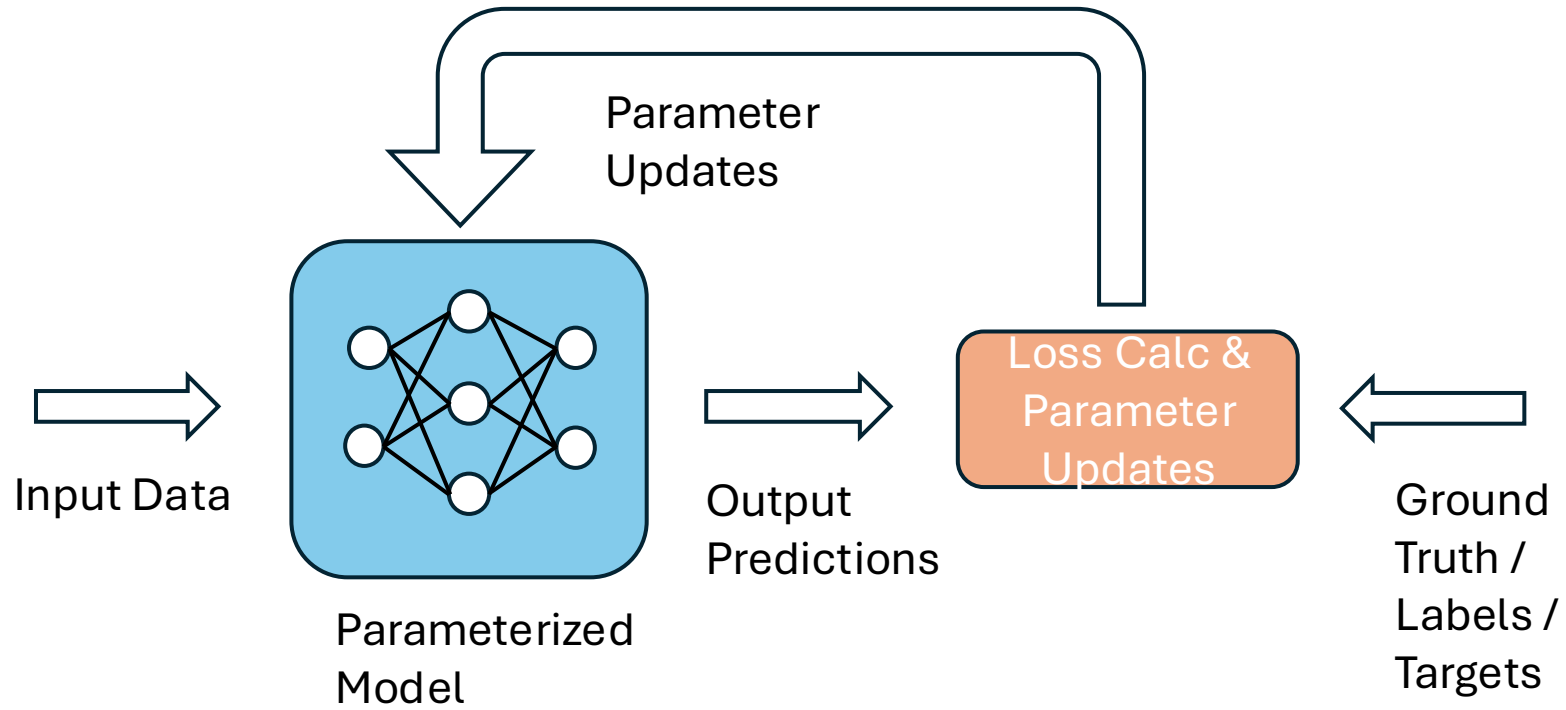 Parameter
Updates
Input Data
Parameterized
Model
Output
Predictions
Loss Calc &
Parameter
Updates
Ground
Truth /
Labels /
Targets